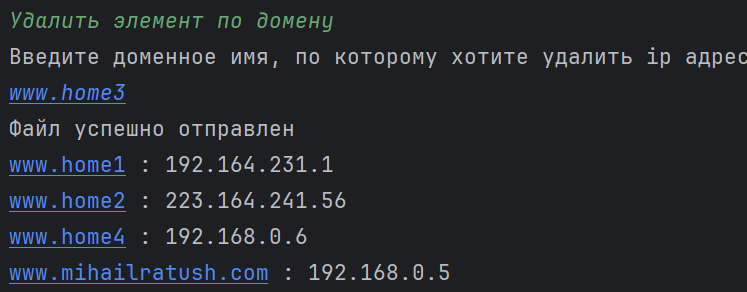 Удалить элемент по домену
Введите доменное имя, по которому хотите удалить ip адрес
www.home3
Файл успешно отправлен
www.home1 : 192.164.231.1
www.home2 : 223.164.241.56
www.home4 : 192.168.0.6
www.mihailratush.com : 192.168.0.5